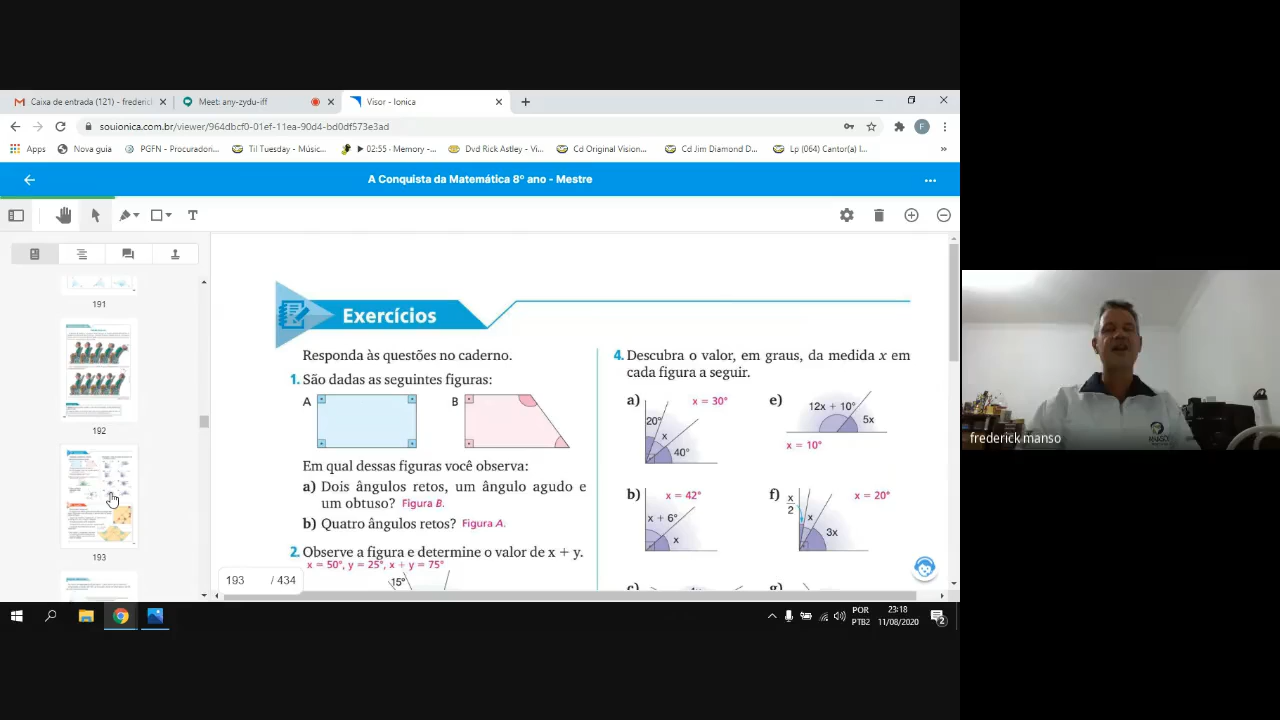 Caixa de entrada (121) - frederick
Meet: any-zydu-iff
Visor - Ionica
souionica.com.br/viewer/964dbcf0-01ef-11ea-90d4-bd0df573e3ad
F
Apps
Nova guia
PGFN - Procuradori...
Til Tuesday - Músic...
02:55 · Memory -...
Dvd Rick Astley - Vi...
Cd Original Vision...
Cd Jim Diamond D...
Lp (064) Cantor(a) I...
»
A Conquista da Matemática 8º ano - Mestre
T
191
192
193
Exercícios
Responda às questões no caderno.
1. São dadas as seguintes figuras:
A
B
Em qual dessas figuras você observa:
a) Dois ângulos retos, um ângulo agudo e
um obtuso? Figura B.
b) Quatro ângulos retos? Figura A.
2. Observe a figura e determine o valor de x + y.
x = 50°, y = 25°, x + y = 75°
15°
4. Descubra o valor, em graus, da medida x em
cada figura a seguir.
a)
x = 30°
20°
x
40°
e)
12x + 10°
5x
x = 10°
b)
x = 42°
x + 6°
x
f)
x
2
x
3x
x = 20°
193 / 434
frederick manso
POR
PTB2
23:18
11/08/2020
2